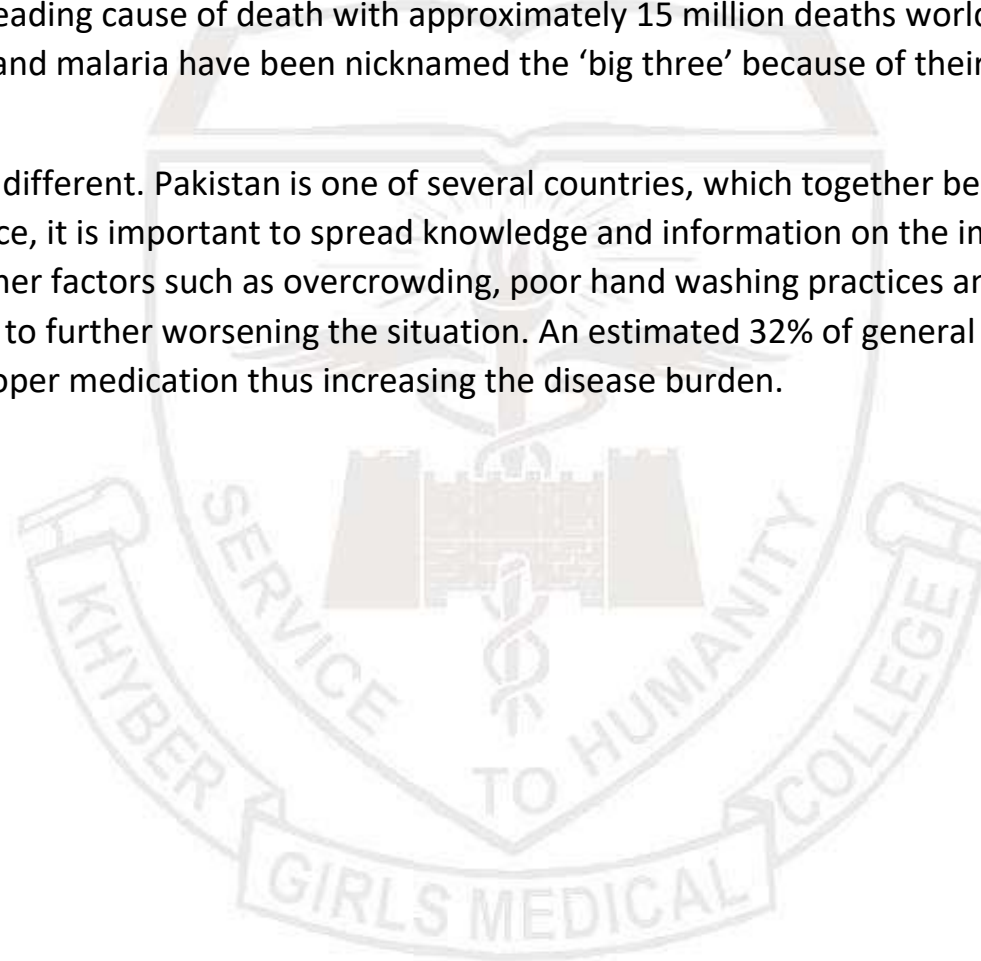 eading cause of death with approximately 15 million deaths world
and malaria have been nicknamed the ‘big three’ because of their
different. Pakistan is one of several countries, which together be
ce, it is important to spread knowledge and information on the in
her factors such as overcrowding, poor hand washing practices an
to further worsening the situation. An estimated 32% of general
oper medication thus increasing the disease burden.
SERVICE TO HUMANITY
KHYBER GIRLS MEDICAL COLLEGE